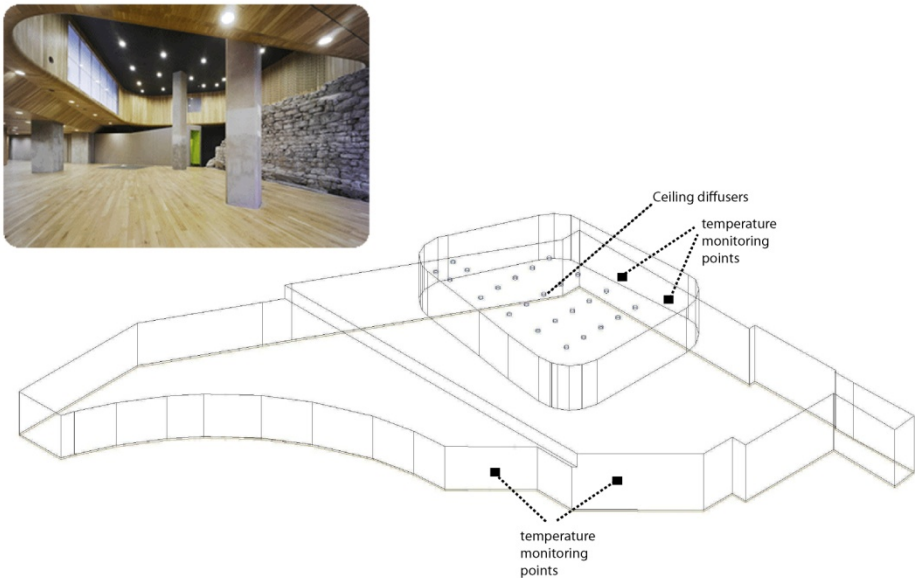 Ceiling diffusers
temperature
monitoring
points
temperature
monitoring
points